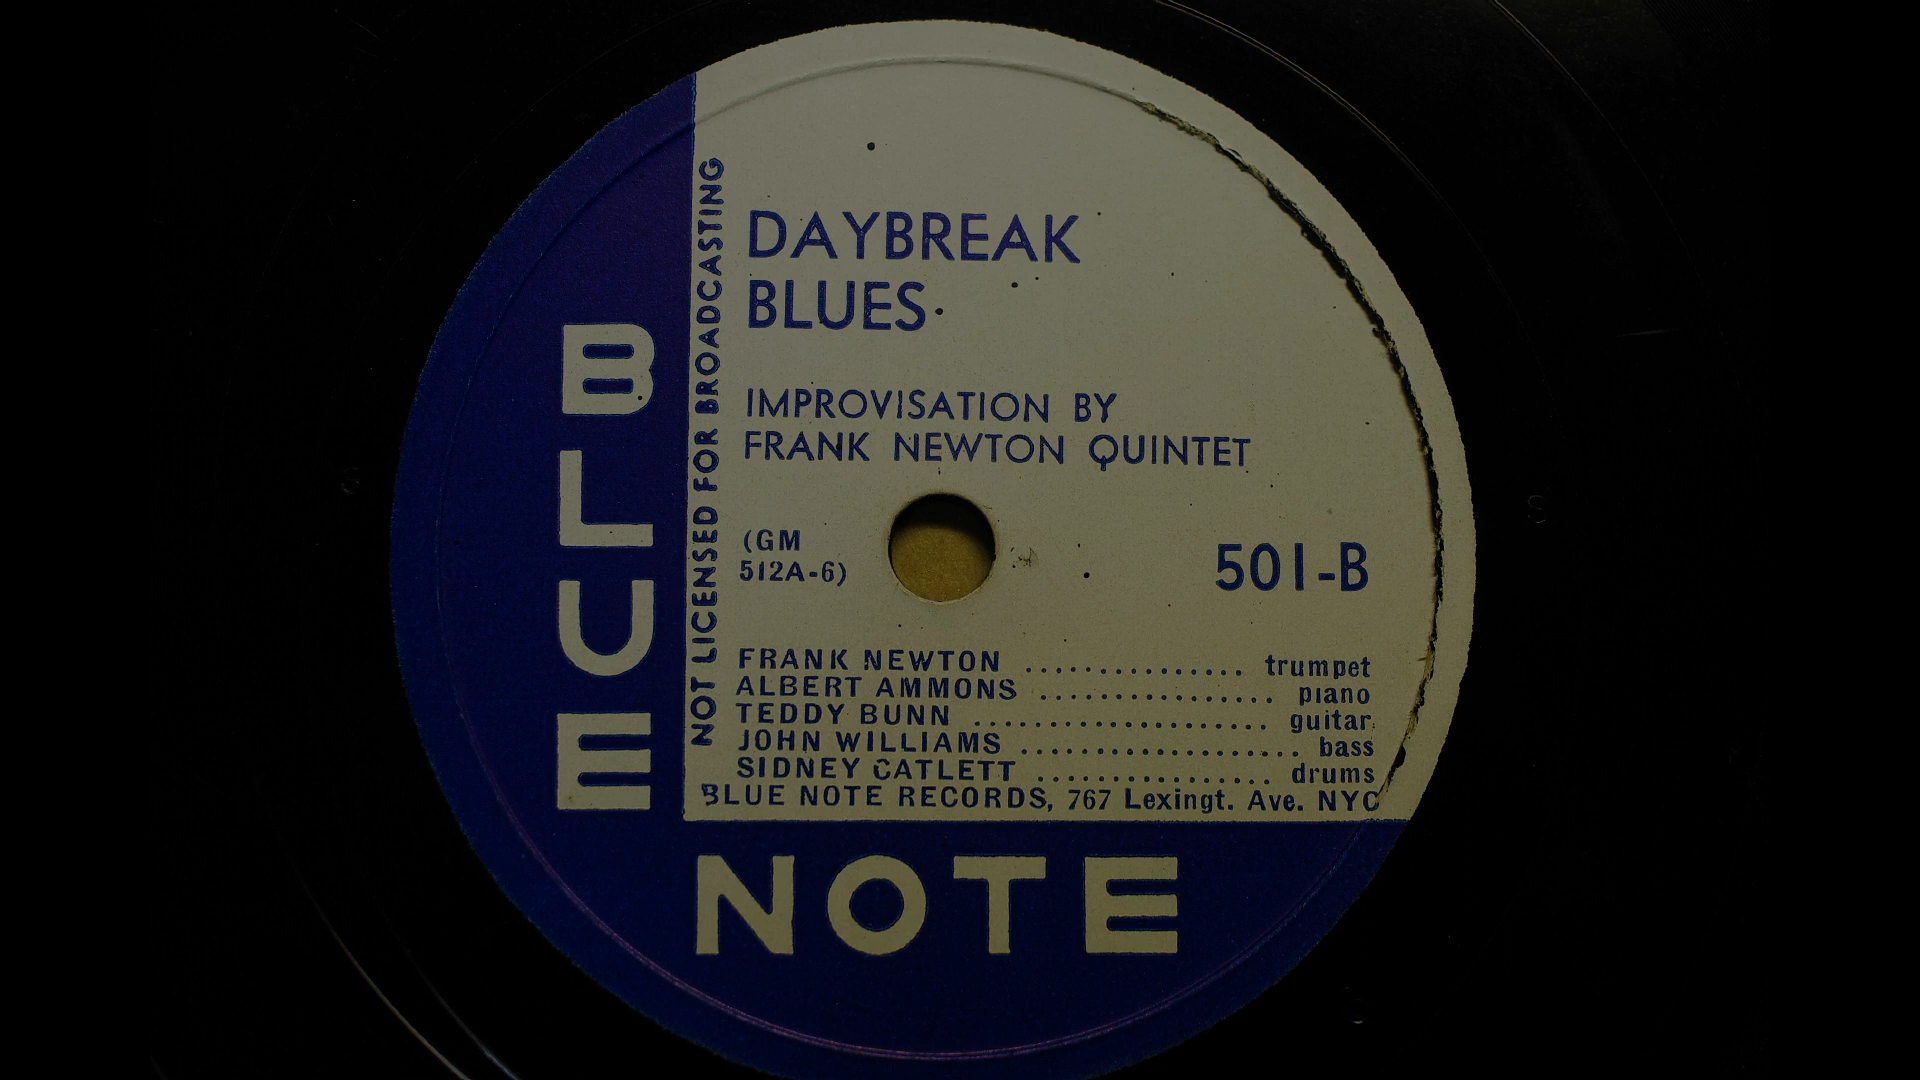 BLUE
NOT LICENSED FOR BROADCASTING
DAYBREAK
BLUES
IMPROVISATION BY
FRANK NEWTON QUINTET
(GM
512A-6)
501-B
FRANK NEWTON ............... trumpet
ALBERT AMMONS ................ piano
TEDDY BUNN .................... guitar
JOHN WILLIAMS ................... bass
SIDNEY CATLETT ................ drums
BLUE NOTE RECORDS, 767 Lexingt. Ave. NYC
NOTE